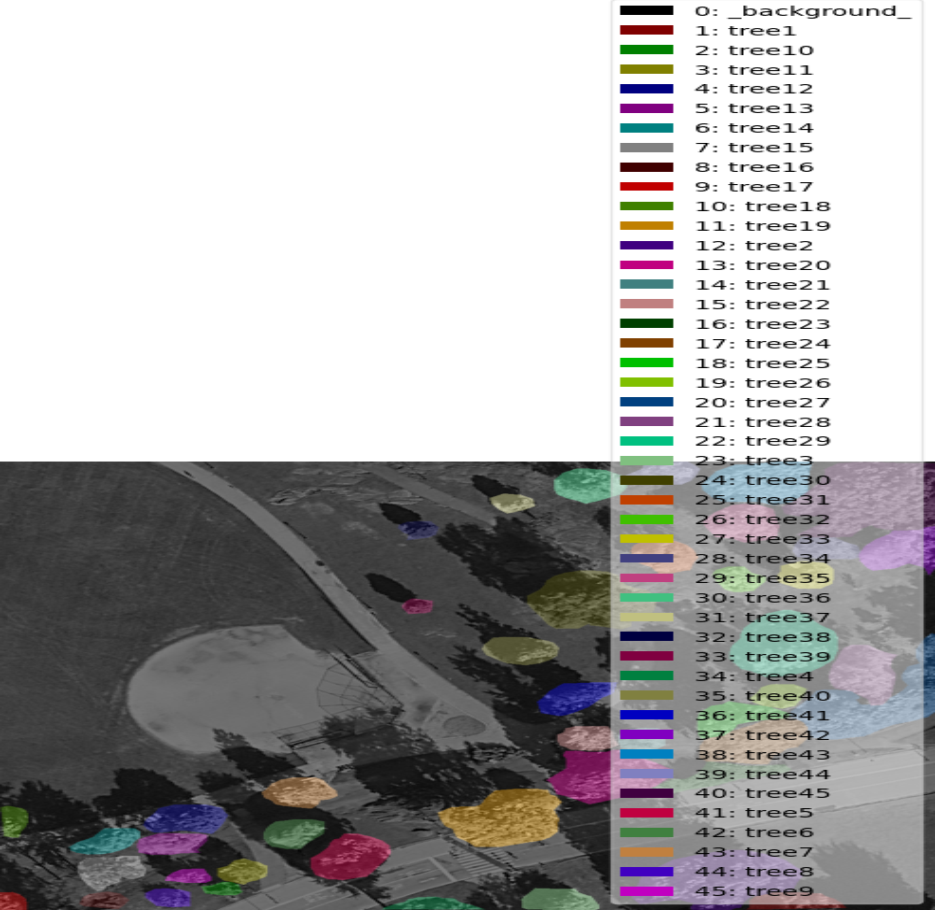 0: _background_
1: tree1
2: tree10
3: tree11
4: tree12
5: tree13
6: tree14
7: tree15
8: tree16
9: tree17
10: tree18
11: tree19
12: tree2
13: tree20
14: tree21
15: tree22
16: tree23
17: tree24
18: tree25
19: tree26
20: tree27
21: tree28
22: tree29
23: tree3
24: tree30
25: tree31
26: tree32
27: tree33
28: tree34
29: tree35
30: tree36
31: tree37
32: tree38
33: tree39
34: tree4
35: tree40
36: tree41
37: tree42
38: tree43
39: tree44
40: tree45
41: tree5
42: tree6
43: tree7
44: tree8
45: tree9